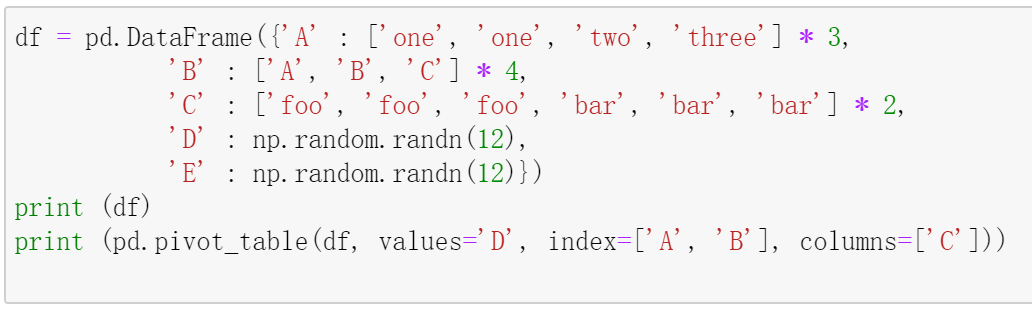 df = pd.DataFrame({'A' : ['one', 'one', 'two', 'three'] * 3,
'B' : ['A', 'B', 'C'] * 4,
'C' : ['foo', 'foo', 'foo', 'bar', 'bar', 'bar'] * 2,
'D' : np.random.randn(12),
'E' : np.random.randn(12)})
print (df)
print (pd.pivot_table(df, values='D', index=['A', 'B'], columns=['C']))